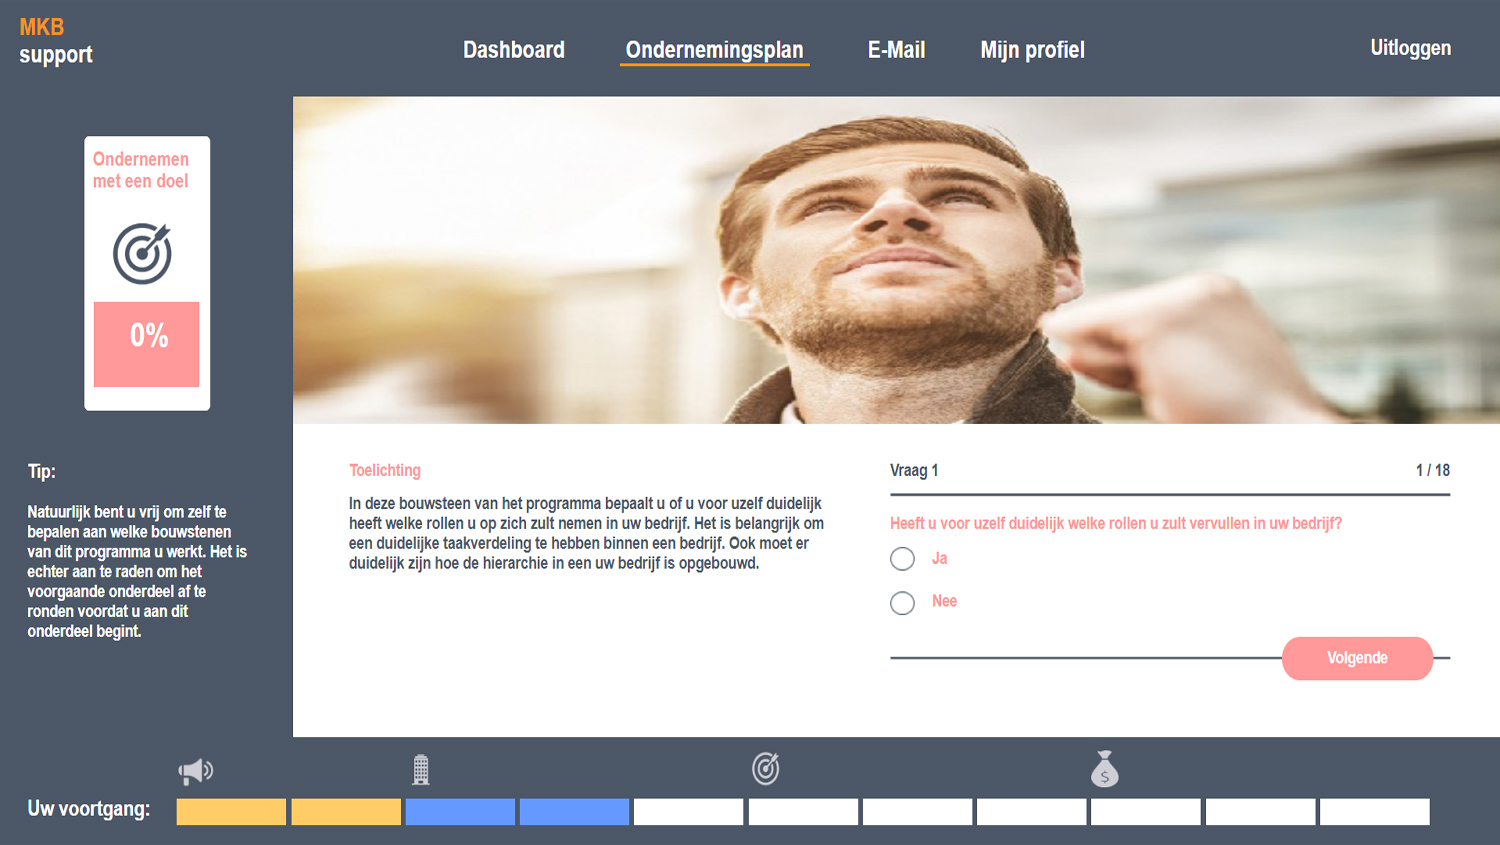 MKB
support
Dashboard
Ondernemingsplan
E-Mail
Mijn profiel
Uitloggen
Ondernemen
met een doel
0%
Tip:
Natuurlijk bent u vrij om zelf te
bepalen aan welke bouwstenen
van dit programma u werkt. Het is
echter aan te raden om het
voorgaande onderdeel af te
ronden voordat u aan dit
onderdeel begint.
Toelichting
In deze bouwsteen van het programma bepaalt u of u voor uzelf duidelijk
heeft welke rollen u op zich zult nemen in uw bedrijf. Het is belangrijk om
een duidelijke taakverdeling te hebben binnen een bedrijf. Ook moet er
duidelijk zijn hoe de hierarchie in een uw bedrijf is opgebouwd.
Vraag 1
1 / 18
Heeft u voor uzelf duidelijk welke rollen u zult vervullen in uw bedrijf?
Ja
Nee
Volgende
$
Uw voortgang: